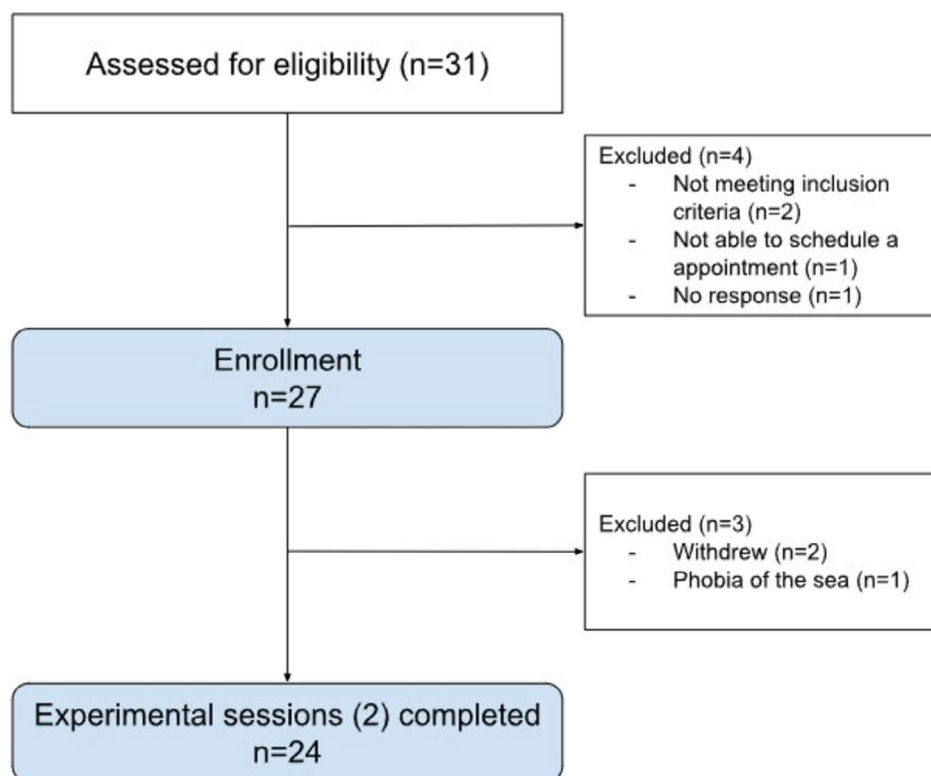 Assessed for eligibility (n=31)
Excluded (n=4)
- Not meeting inclusion
criteria (n=2)
- Not able to schedule a
appointment (n=1)
- No response (n=1)
Enrollment
n=27
Excluded (n=3)
- Withdrew (n=2)
- Phobia of the sea (n=1)
Experimental sessions (2) completed
n=24